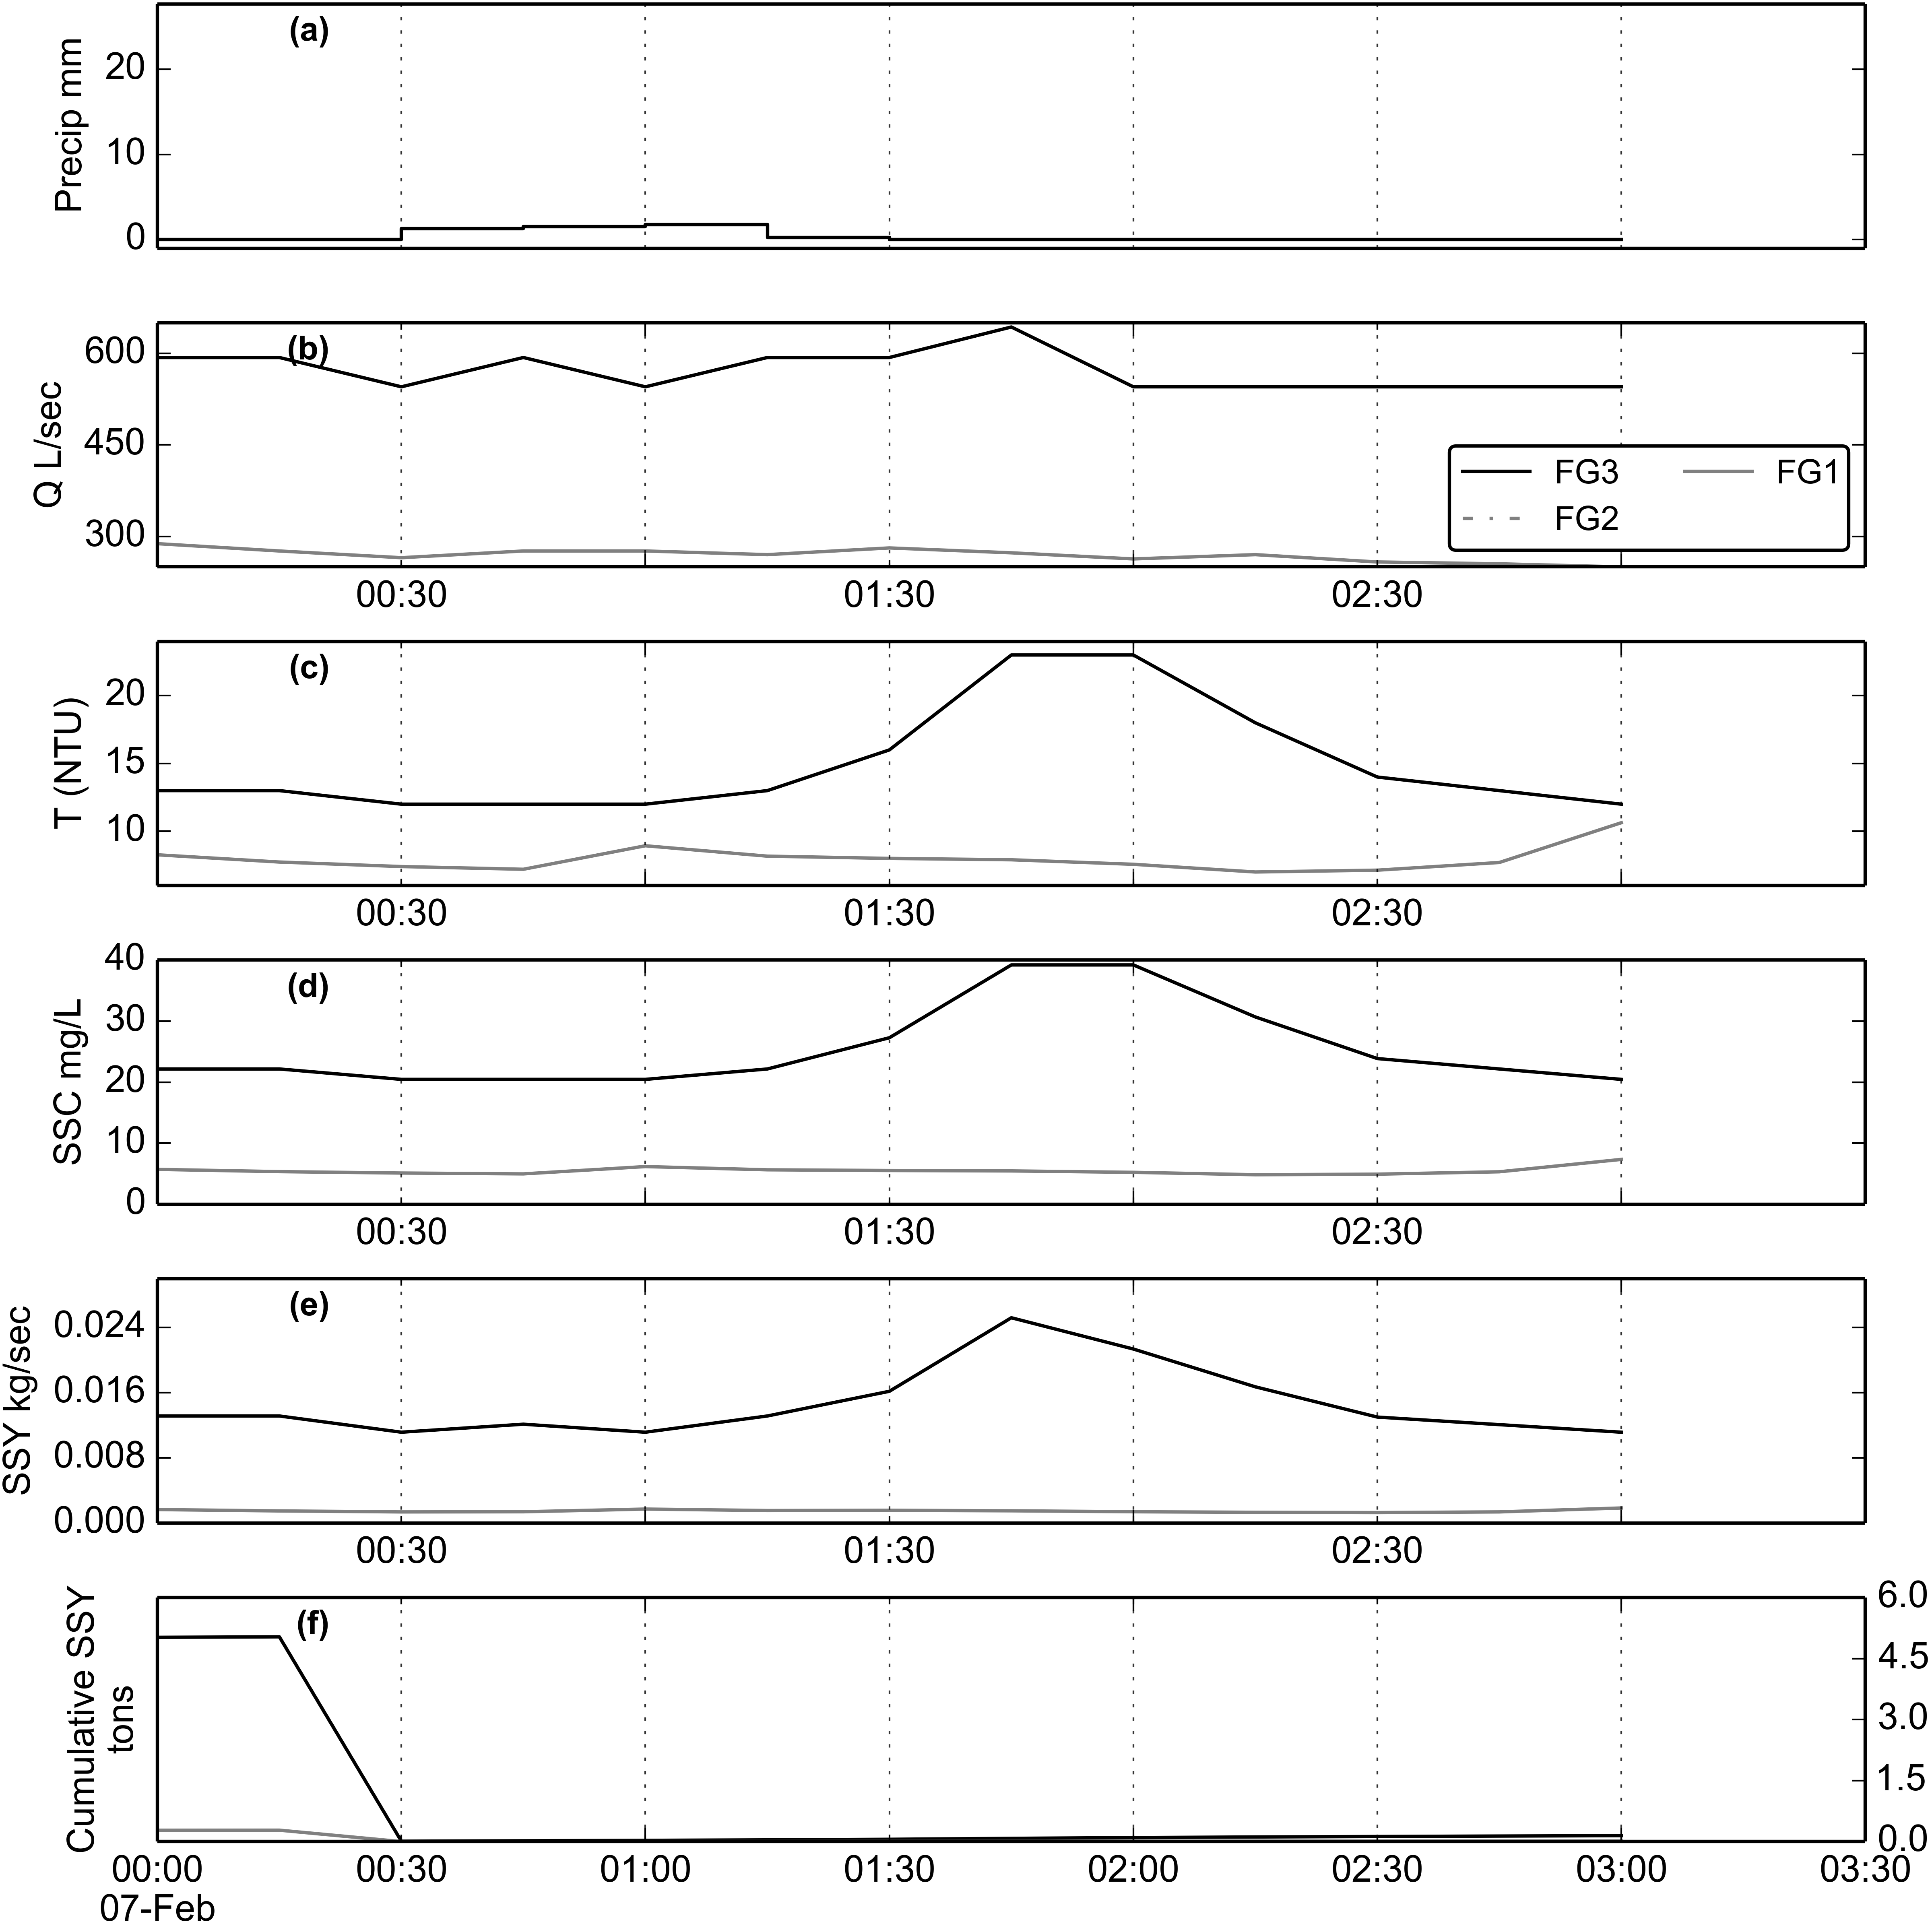 (a)
Precip mm
20
10
0
(b)
Q L/sec
600
450
300
FG3 FG1
FG2
00:30 01:30 02:30
(c)
T (NTU)
20
15
10
00:30 01:30 02:30
(d)
SSC mg/L
40
30
20
10
0
00:30 01:30 02:30
(e)
SSY kg/sec
0.024
0.016
0.008
0.000
00:30 01:30 02:30
(f)
Cumulative SSY
tons
6.0
4.5
3.0
1.5
0.0
00:00 00:30 01:00 01:30 02:00 02:30 03:00 03:30
07-Feb